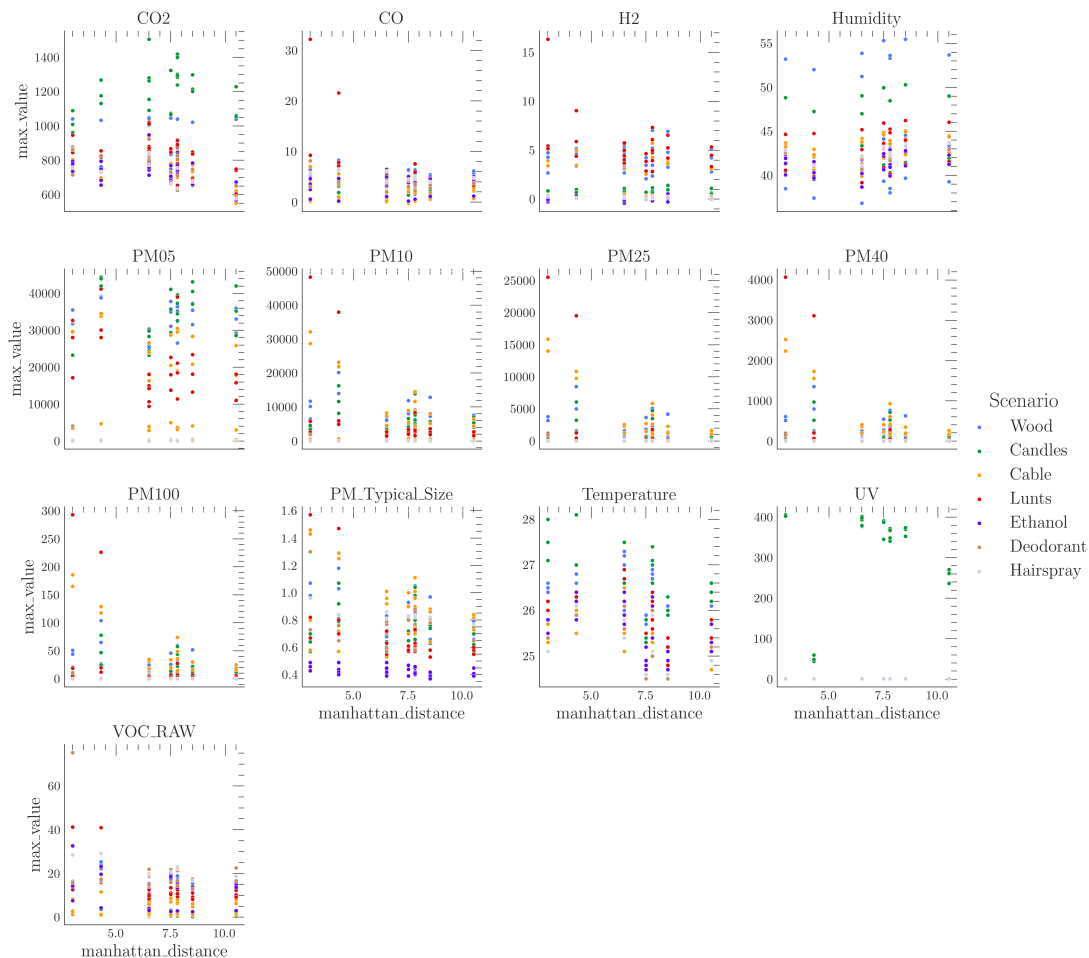 CO2 CO H2 Humidity
1400
1200
1000
800
600
max_value
30
20
10
0
15
10
5
0
55
50
45
40
PM05 PM10 PM25 PM40
40000
30000
20000
10000
0
max_value
50000
40000
30000
20000
10000
0
25000
20000
15000
10000
5000
0
4000
3000
2000
1000
0
Scenario
Wood
Candles
Cable
Lunts
Ethanol
Deodorant
Hairspray
PM100 PM_Typical_Size Temperature UV
300
250
200
150
100
50
0
max_value
1.6
1.4
1.2
1.0
0.8
0.6
0.4
28
27
26
25
400
300
200
100
0
5.0 7.5 10.0
manhattan_distance
5.0 7.5 10.0
manhattan_distance
5.0 7.5 10.0
manhattan_distance
VOC_RAW
60
40
20
0
max_value
5.0 7.5 10.0
manhattan_distance